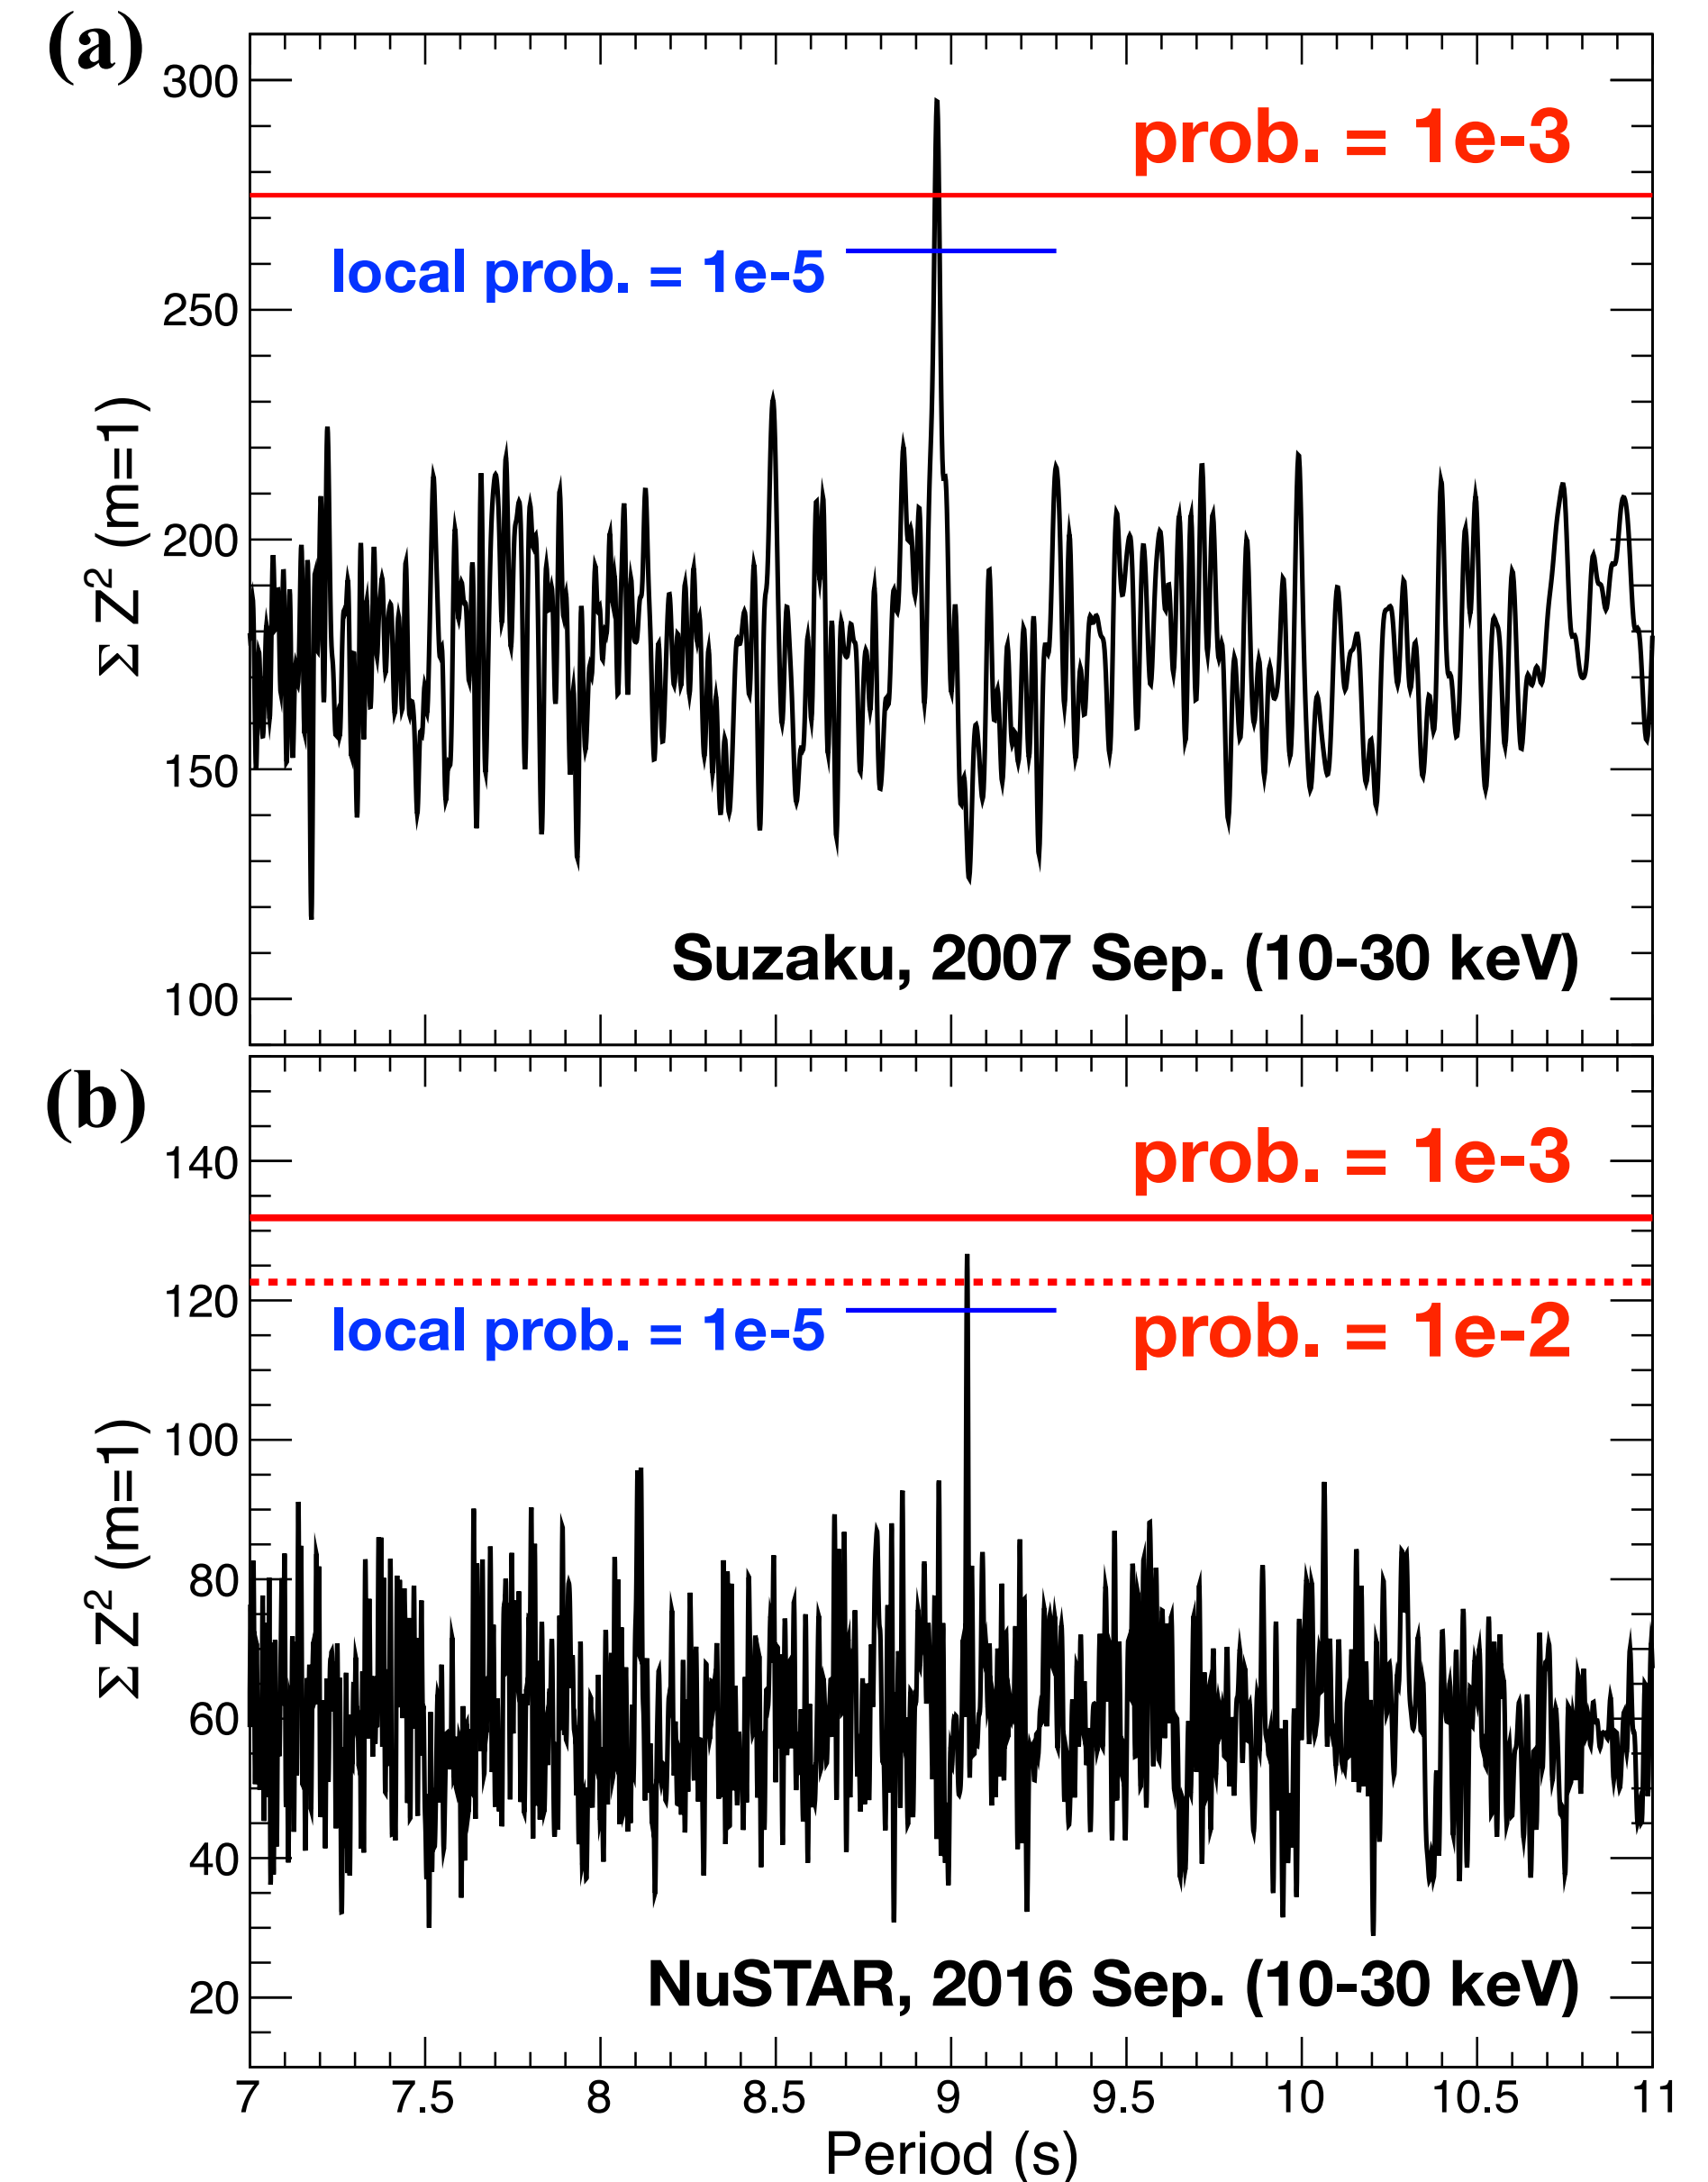 (a)
300
prob. = 1e-3
local prob. = 1e-5
250
200
150
100
Σ Z² (m=1)
Suzaku, 2007 Sep. (10-30 keV)
(b)
140
prob. = 1e-3
120
local prob. = 1e-5
prob. = 1e-2
100
80
60
40
20
Σ Z² (m=1)
NuSTAR, 2016 Sep. (10-30 keV)
7 7.5 8 8.5 9 9.5 10 10.5 11
Period (s)